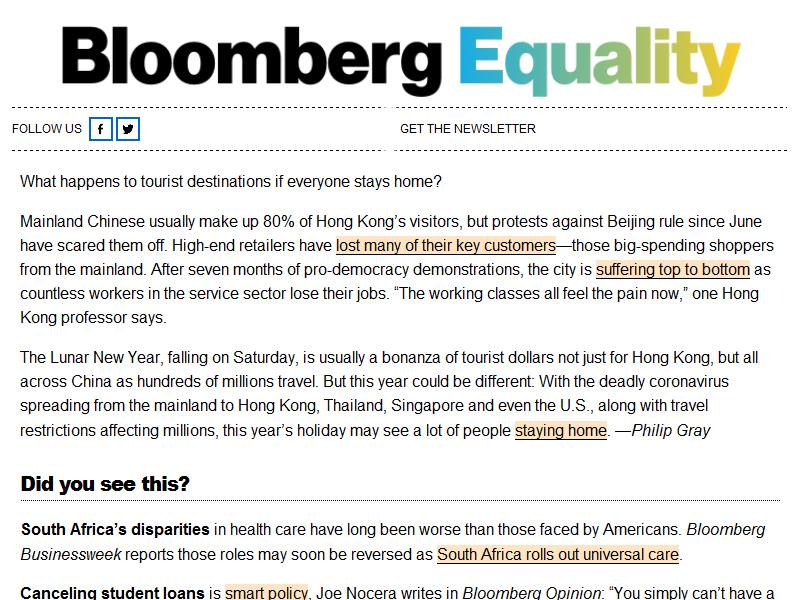 Bloomberg Equality
FOLLOW US
GET THE NEWSLETTER
What happens to tourist destinations if everyone stays home?
Mainland Chinese usually make up 80% of Hong Kong’s visitors, but protests against Beijing rule since June
have scared them off. High-end retailers have lost many of their key customers—those big-spending shoppers
from the mainland. After seven months of pro-democracy demonstrations, the city is suffering top to bottom as
countless workers in the service sector lose their jobs. “The working classes all feel the pain now,” one Hong
Kong professor says.
The Lunar New Year, falling on Saturday, is usually a bonanza of tourist dollars not just for Hong Kong, but all
across China as hundreds of millions travel. But this year could be different: With the deadly coronavirus
spreading from the mainland to Hong Kong, Thailand, Singapore and even the U.S., along with travel
restrictions affecting millions, this year’s holiday may see a lot of people staying home. —Philip Gray
Did you see this?
South Africa’s disparities in health care have long been worse than those faced by Americans. Bloomberg
Businessweek reports those roles may soon be reversed as South Africa rolls out universal care.
Canceling student loans is smart policy, Joe Nocera writes in Bloomberg Opinion: “You simply can’t have a